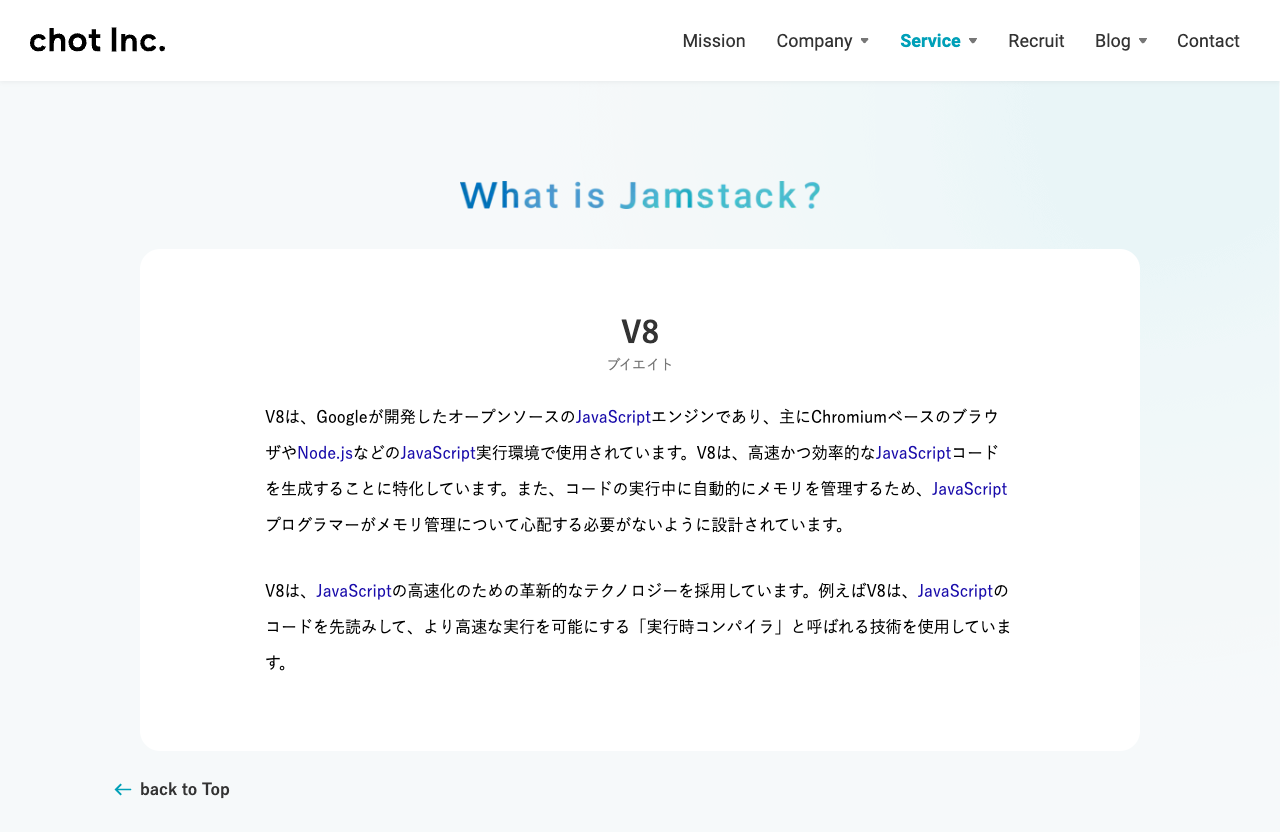 chot Inc.
Mission Company Service Recruit Blog Contact
What is Jamstack?
V8
ブイエイト
V8は、Googleが開発したオープンソースのJavaScriptエンジンであり、主にChromiumベースのブラウ
ザやNode.jsなどのJavaScript実行環境で使用されています。V8は、高速かつ効率的なJavaScriptコード
を生成することに特化しています。また、コードの実行中に自動的にメモリを管理するため、JavaScript
プログラマーがメモリ管理について心配する必要がないように設計されています。
V8は、JavaScriptの高速化のための革新的なテクノロジーを採用しています。例えばV8は、JavaScriptの
コードを先読みして、より高速な実行を可能にする「実行時コンパイラ」と呼ばれる技術を使用していま
す。
back to Top